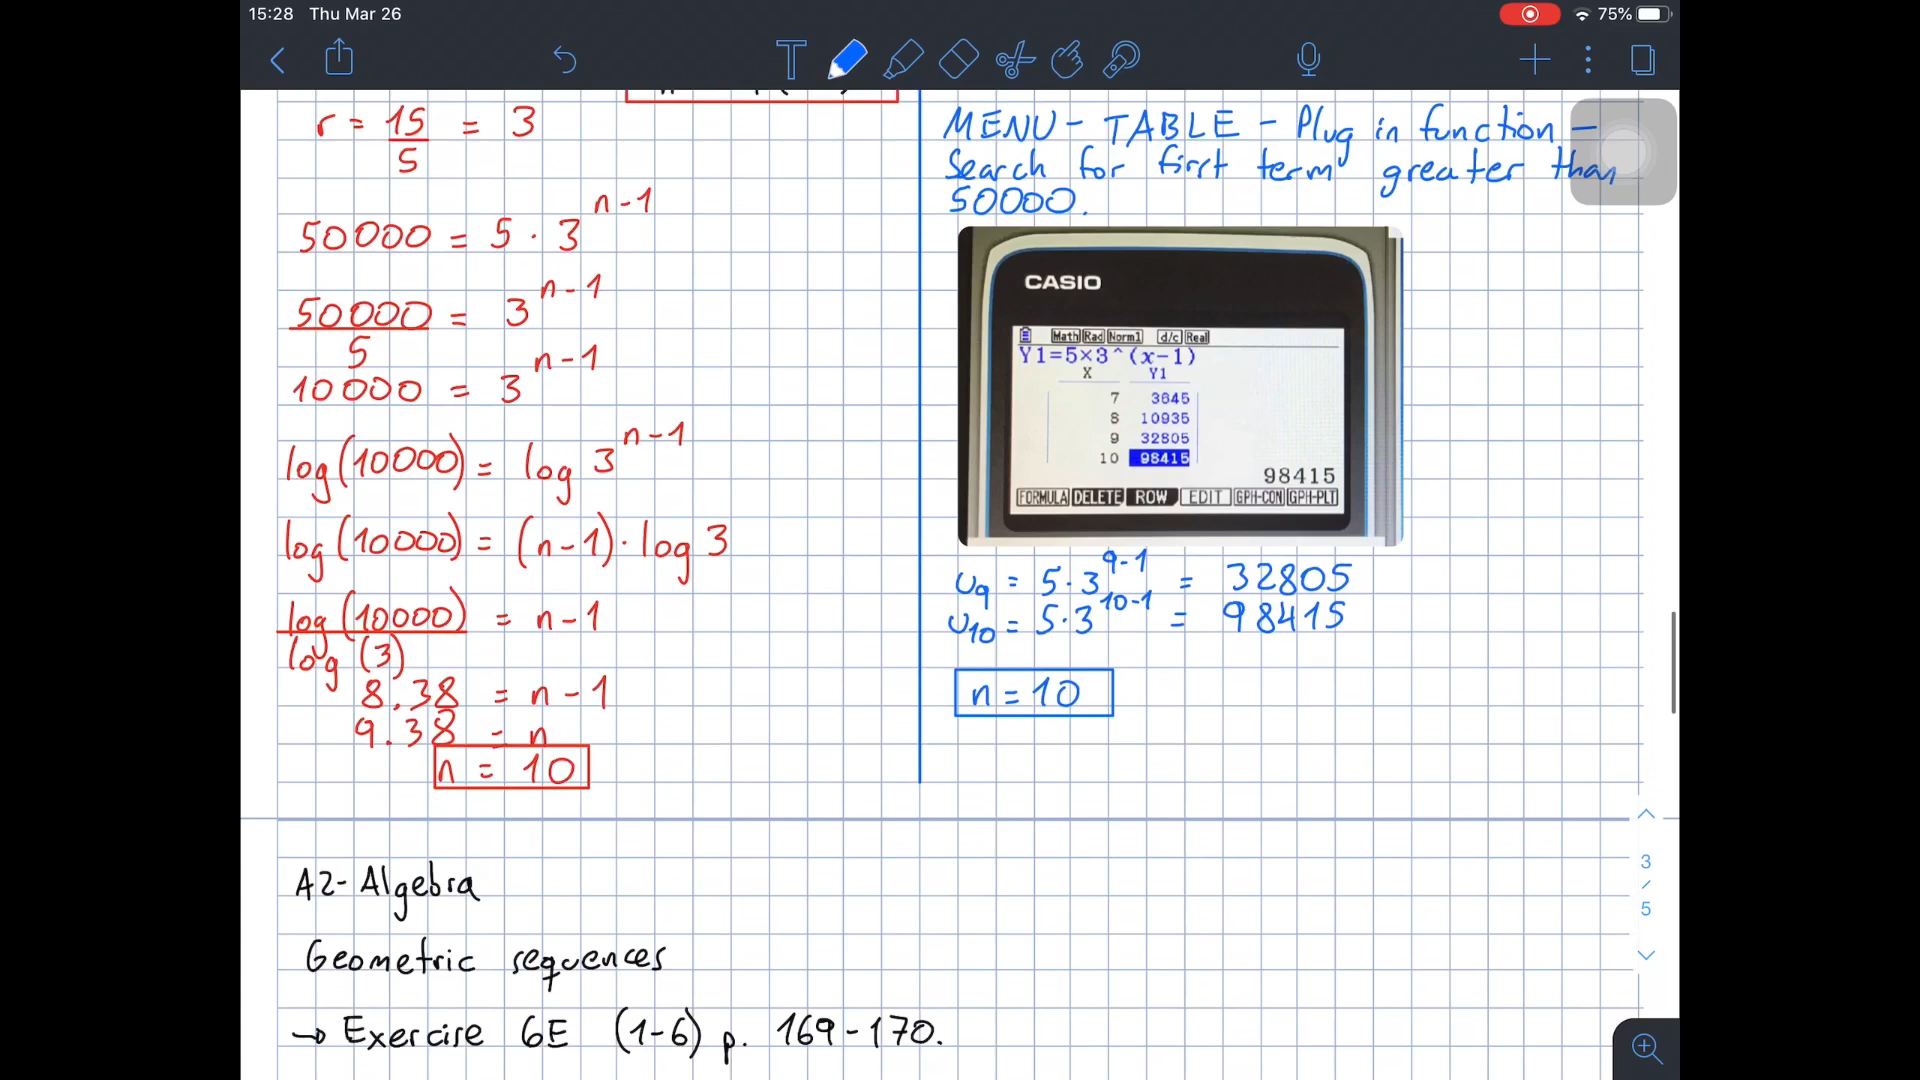 15:28 Thu Mar 26
75%
r = 15/5 = 3
50000 = 5 · 3^(n-1)
50000/5 = 3^(n-1)
10000 = 3^(n-1)
log(10000) = log 3^(n-1)
log(10000) = (n-1) · log 3
log(10000)/log(3) = n-1
8.38 = n-1
9.38 = n
n = 10
MENU - TABLE - Plug in function -
Search for first term greater than
50000.
CASIO
Math Rad Norm1 d/c Real
Y1=5×3^(x-1)
X Y1
7 3645
8 10935
9 32805
10 98415
98415
FORMULA DELETE ROW EDIT GPH-CON GPH-PLT
u9 = 5·3^(9-1) = 32805
u10 = 5·3^(10-1) = 98415
n = 10
A2- Algebra
Geometric sequences
→ Exercise 6E (1-6) p. 169-170.
3
/
5